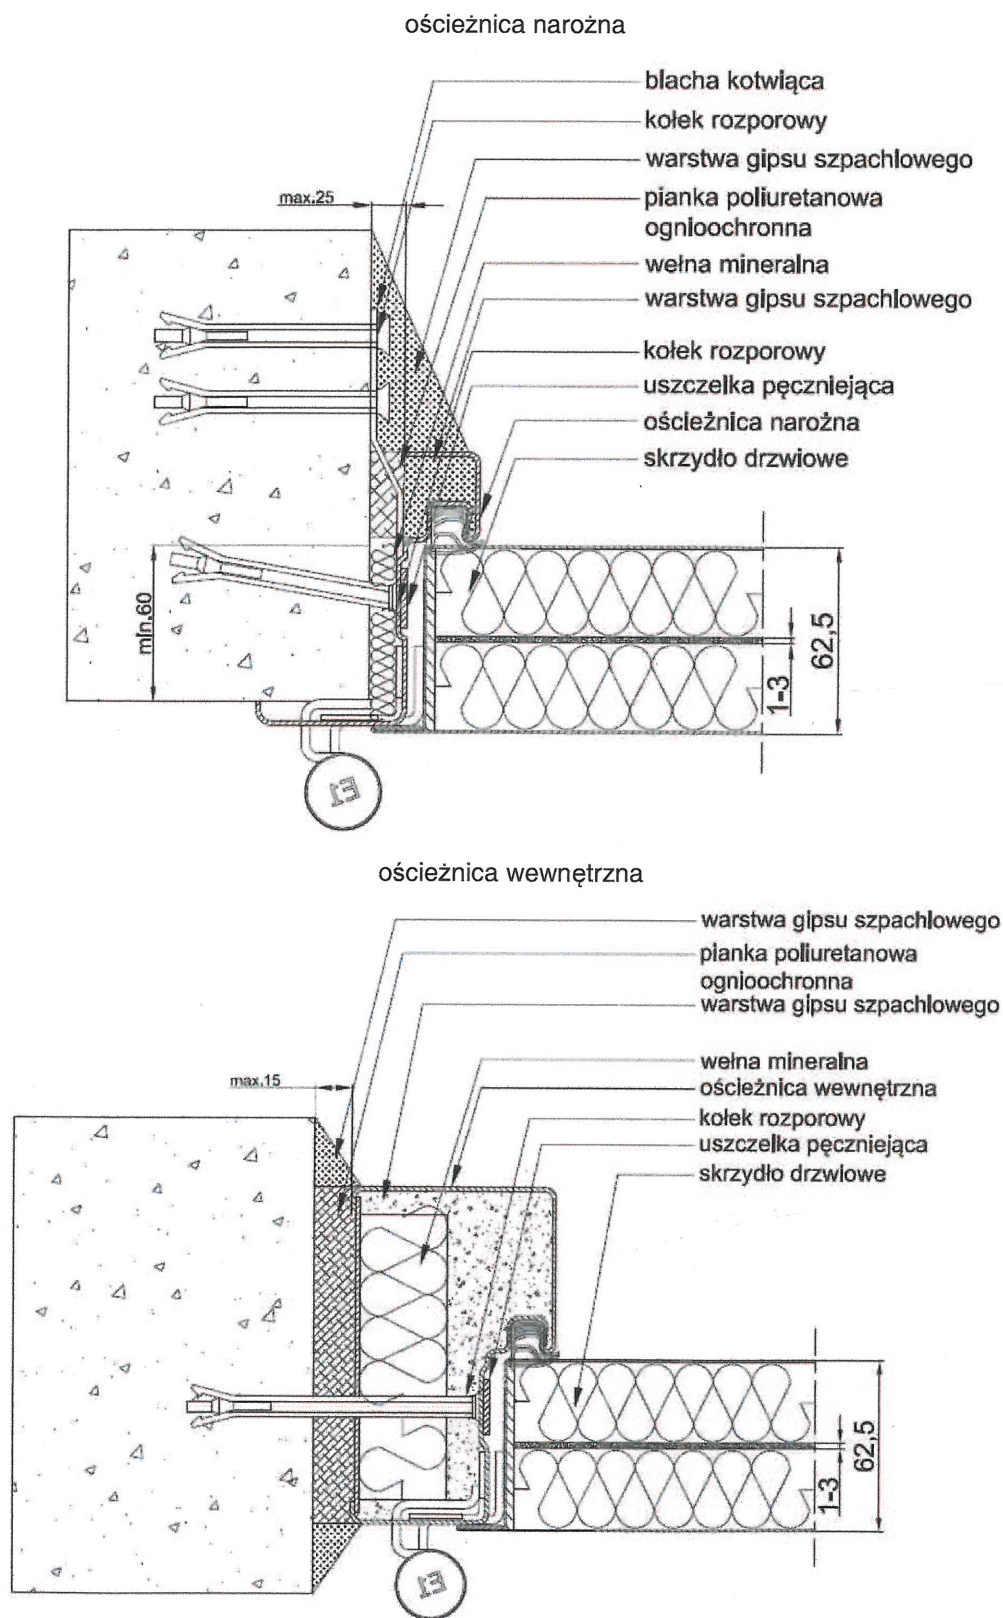 ościeżnica narożna
blacha kotwiąca
kołek rozporowy
warstwa gipsu szpachlowego
max.25
pianka poliuretanowa
ognioochronna
wełna mineralna
warstwa gipsu szpachlowego
kołek rozporowy
uszczelka pęczniejąca
ościeżnica narożna
skrzydło drzwiowe
min.60
1-3
62,5
E1
ościeżnica wewnętrzna
warstwa gipsu szpachlowego
pianka poliuretanowa
ognioochronna
warstwa gipsu szpachlowego
wełna mineralna
max.15
ościeżnica wewnętrzna
kołek rozporowy
uszczelka pęczniejąca
skrzydło drzwiowe
1-3
62,5
E1